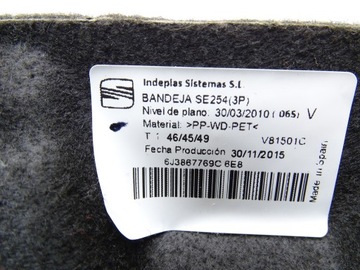 Indeplas Sistemas S.L.
BANDEJA SE254(3P)
Nivel de plano: 30/03/2010 (065) V
Material: >PP-WD-PET<
46/45/49 V81501C
Fecha Producción: 30/11/2015
6J3867769C 6E8
Made in Spain